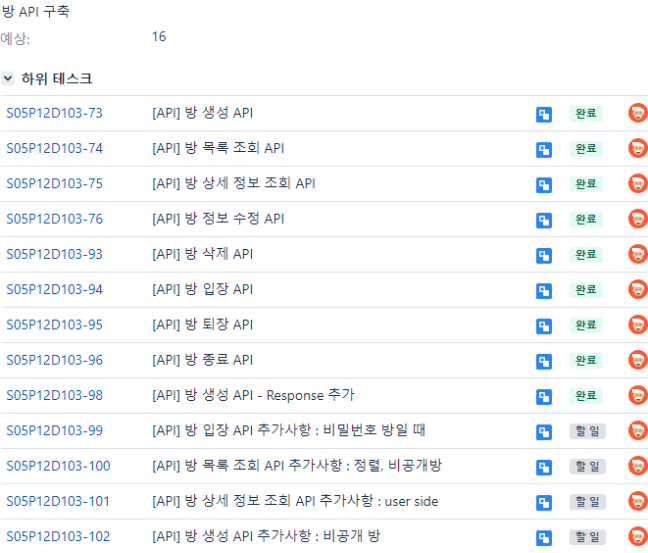 방 API 구축
예상: 16
하위 테스크
S05P12D103-73 [API] 방 생성 API 완료
S05P12D103-74 [API] 방 목록 조회 API 완료
S05P12D103-75 [API] 방 상세 정보 조회 API 완료
S05P12D103-76 [API] 방 정보 수정 API 완료
S05P12D103-93 [API] 방 삭제 API 완료
S05P12D103-94 [API] 방 입장 API 완료
S05P12D103-95 [API] 방 퇴장 API 완료
S05P12D103-96 [API] 방 종료 API 완료
S05P12D103-98 [API] 방 생성 API - Response 추가 완료
S05P12D103-99 [API] 방 입장 API 추가사항 : 비밀번호 방일 때 할 일
S05P12D103-100 [API] 방 목록 조회 API 추가사항 : 정렬, 비공개방 할 일
S05P12D103-101 [API] 방 상세 정보 조회 API 추가사항 : user side 할 일
S05P12D103-102 [API] 방 생성 API 추가사항 : 비공개 방 할 일